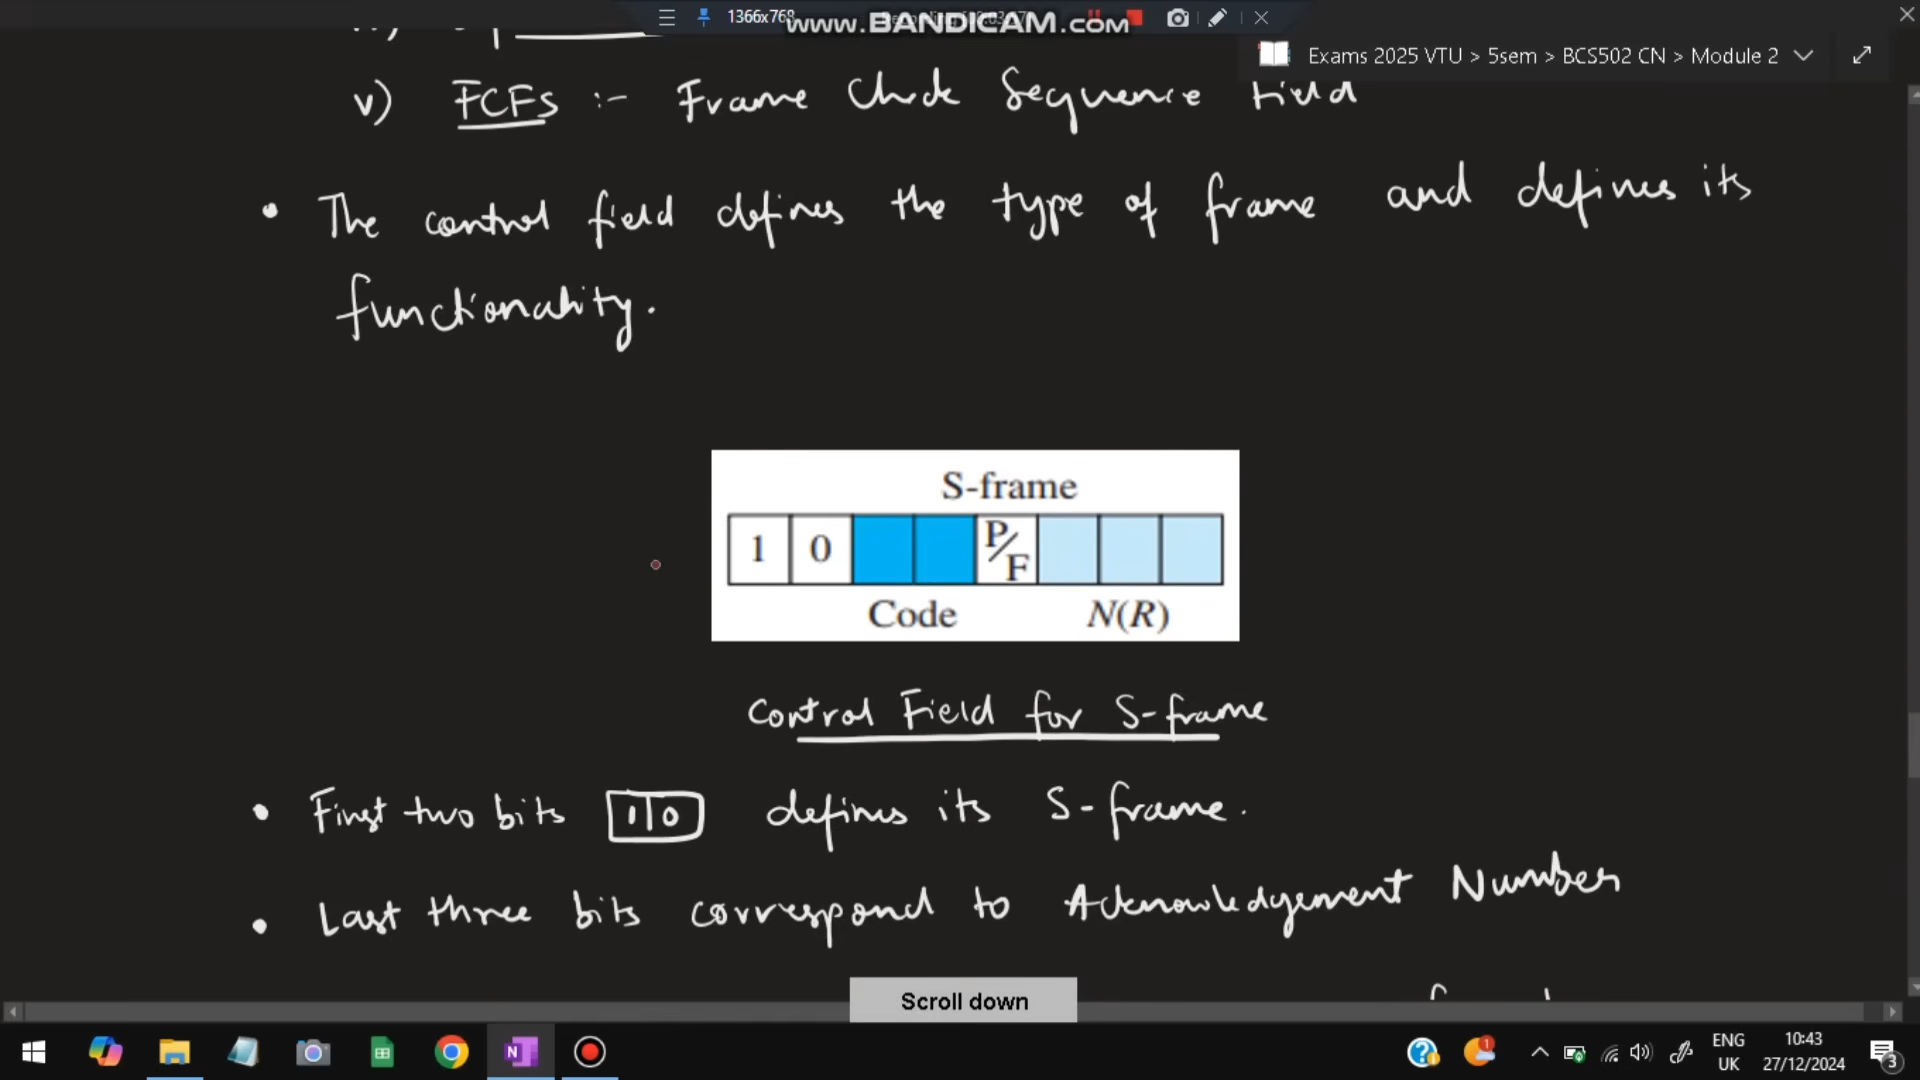 1366x768
www.BANDICAM.com
Exams 2025 VTU > 5sem > BCS502 CN > Module 2
v) FCFs :- Frame Check Sequence Field
• The control field defines the type of frame and defines its
functionality.
S-frame
1 0 P/F
Code N(R)
Control Field for S-frame
• First two bits 1|0 defines its S-frame.
• Last three bits correspond to Acknowledgement Number
Scroll down
ENG
UK
10:43
27/12/2024
3